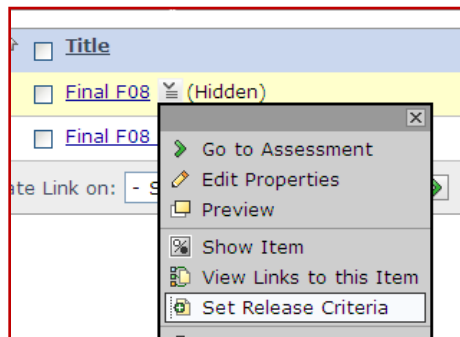 Title
Final F08 (Hidden)
Final F08
ate Link on: - S
Go to Assessment
Edit Properties
Preview
Show Item
View Links to this Item
Set Release Criteria